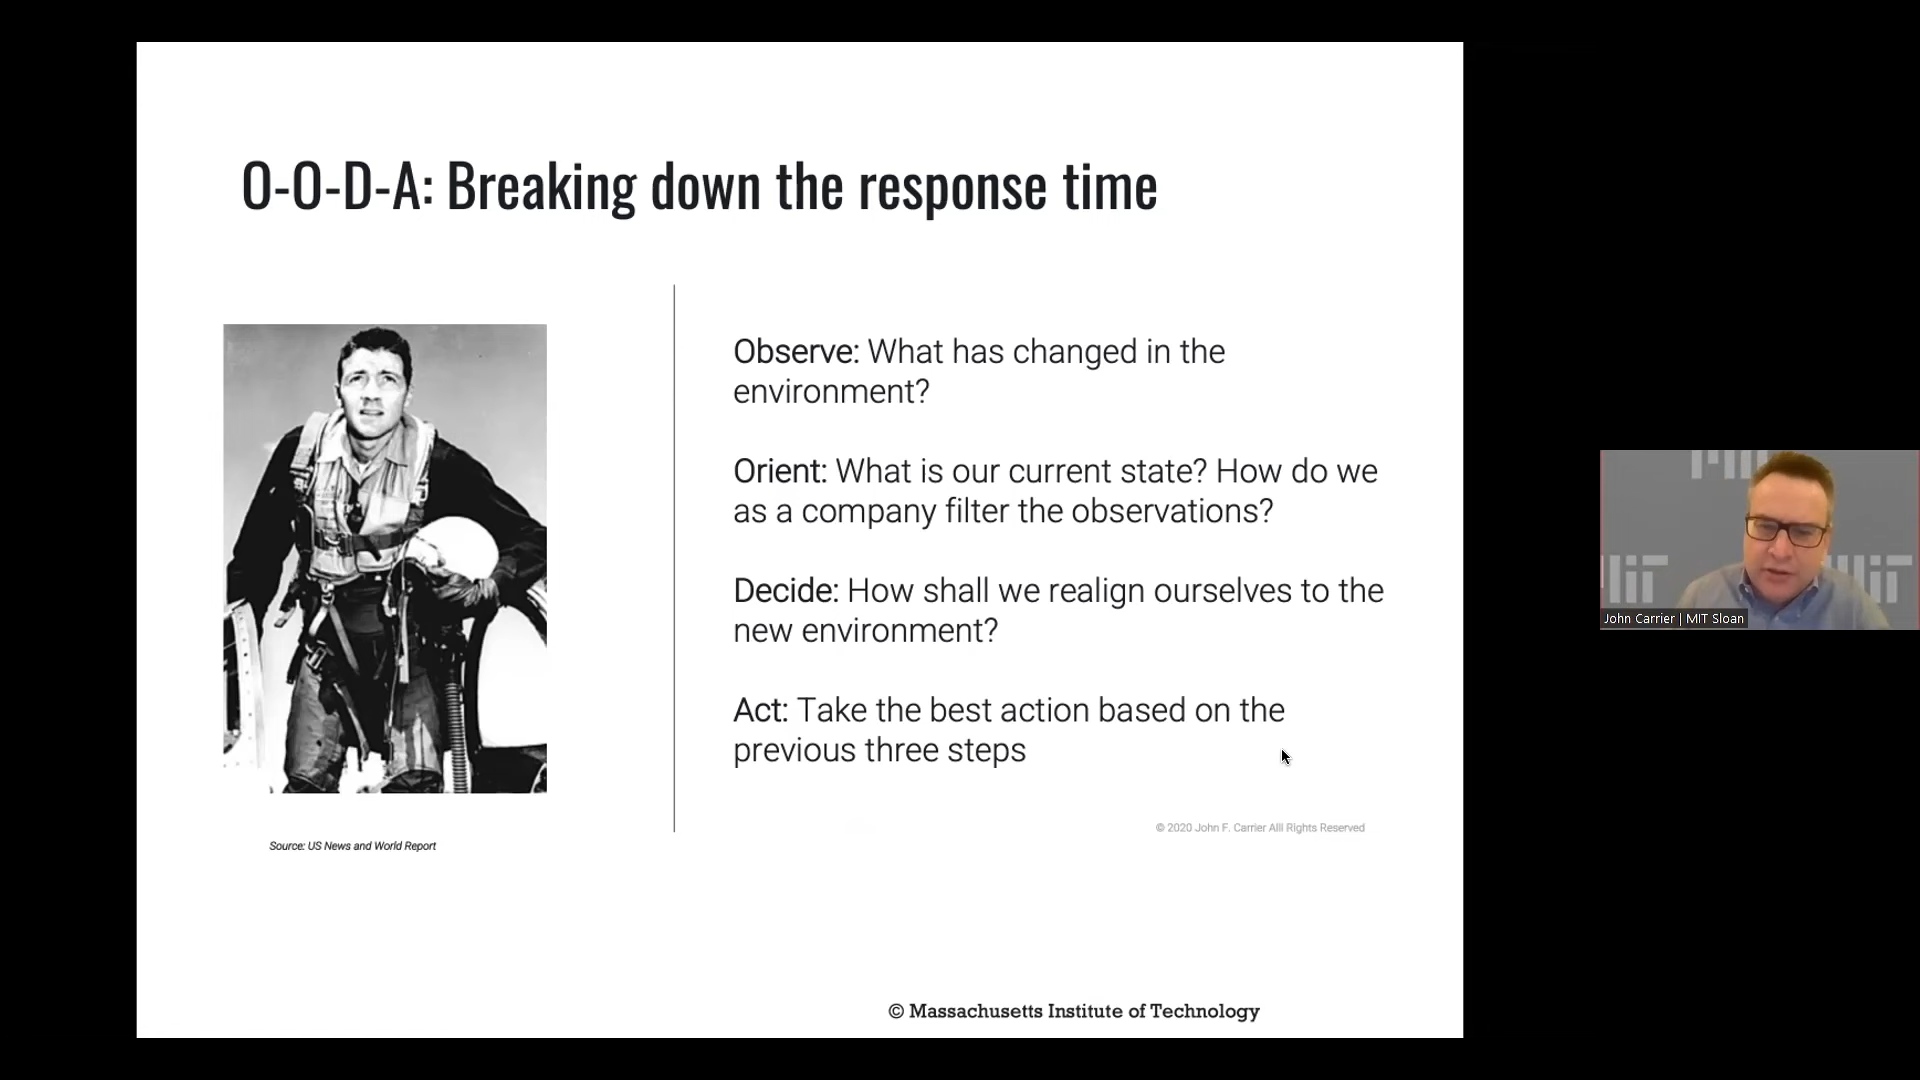 O-O-D-A: Breaking down the response time
Observe: What has changed in the
environment?
Orient: What is our current state? How do we
as a company filter the observations?
Decide: How shall we realign ourselves to the
new environment?
Act: Take the best action based on the
previous three steps
© 2020 John F. Carrier Alll Rights Reserved
Source: US News and World Report
© Massachusetts Institute of Technology
John Carrier | MIT Sloan